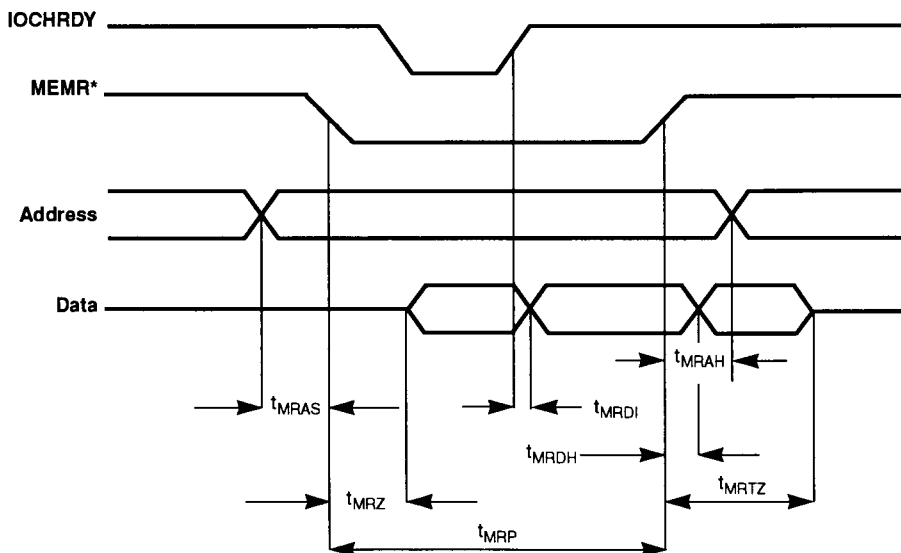 IOCHRDY
MEMR*
Address
Data
tMRAH
tMRAS
tMRDI
tMRDH
tMRZ
tMRTZ
tMRP